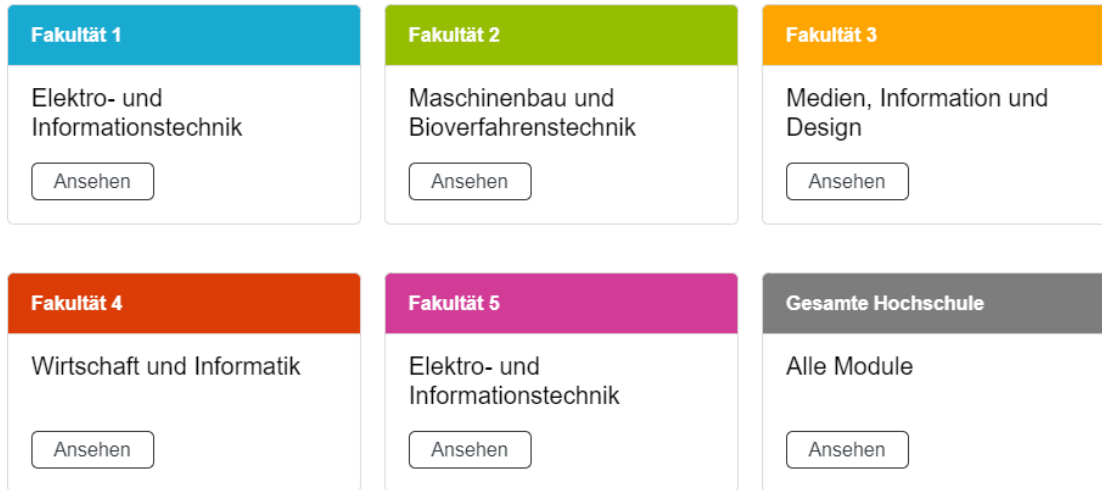 Fakultät 1
Elektro- und
Informationstechnik
Ansehen
Fakultät 2
Maschinenbau und
Bioverfahrenstechnik
Ansehen
Fakultät 3
Medien, Information und
Design
Ansehen
Fakultät 4
Wirtschaft und Informatik
Ansehen
Fakultät 5
Elektro- und
Informationstechnik
Ansehen
Gesamte Hochschule
Alle Module
Ansehen